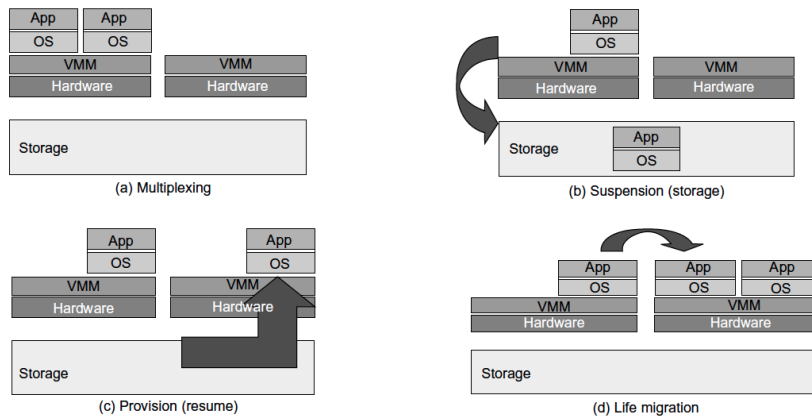 App App
OS OS
VMM VMM
Hardware Hardware
Storage
(a) Multiplexing
App
OS
VMM VMM
Hardware Hardware
App
Storage
OS
(b) Suspension (storage)
App App
OS OS
VMM VMM
Hardware Hardware
Storage
(c) Provision (resume)
App App App
OS OS OS
VMM VMM
Hardware Hardware
Storage
(d) Life migration